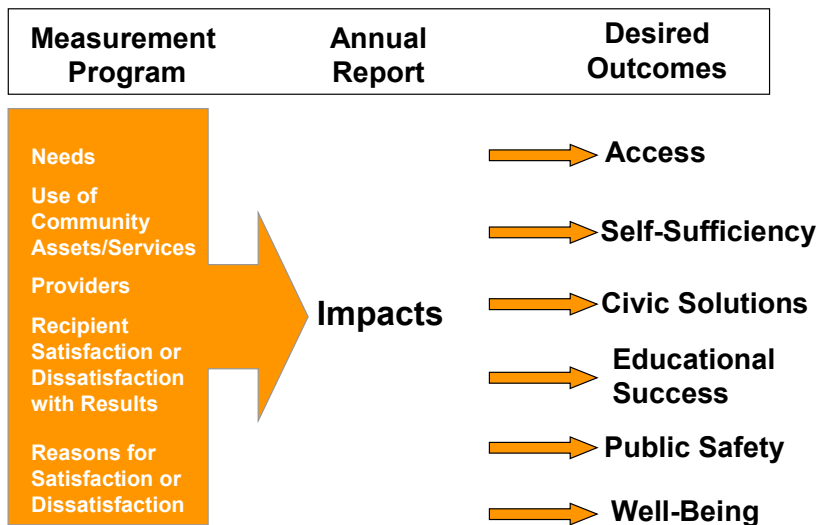 Measurement
Program
Annual
Report
Desired
Outcomes
Needs
Use of
Community
Assets/Services
Providers
Recipient
Satisfaction or
Dissatisfaction
with Results
Reasons for
Satisfaction or
Dissatisfaction
Impacts
Access
Self-Sufficiency
Civic Solutions
Educational
Success
Public Safety
Well-Being